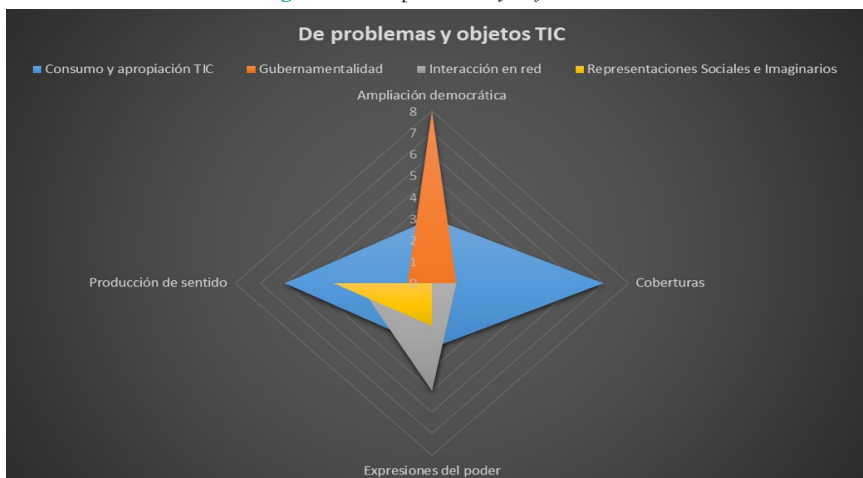 De problemas y objetos TIC
Consumo y apropiación TIC Gubernamentalidad Interacción en red Representaciones Sociales e Imaginarios
Ampliación democrática
8
7
6
5
4
3
2
1
0
Producción de sentido
Coberturas
Expresiones del poder